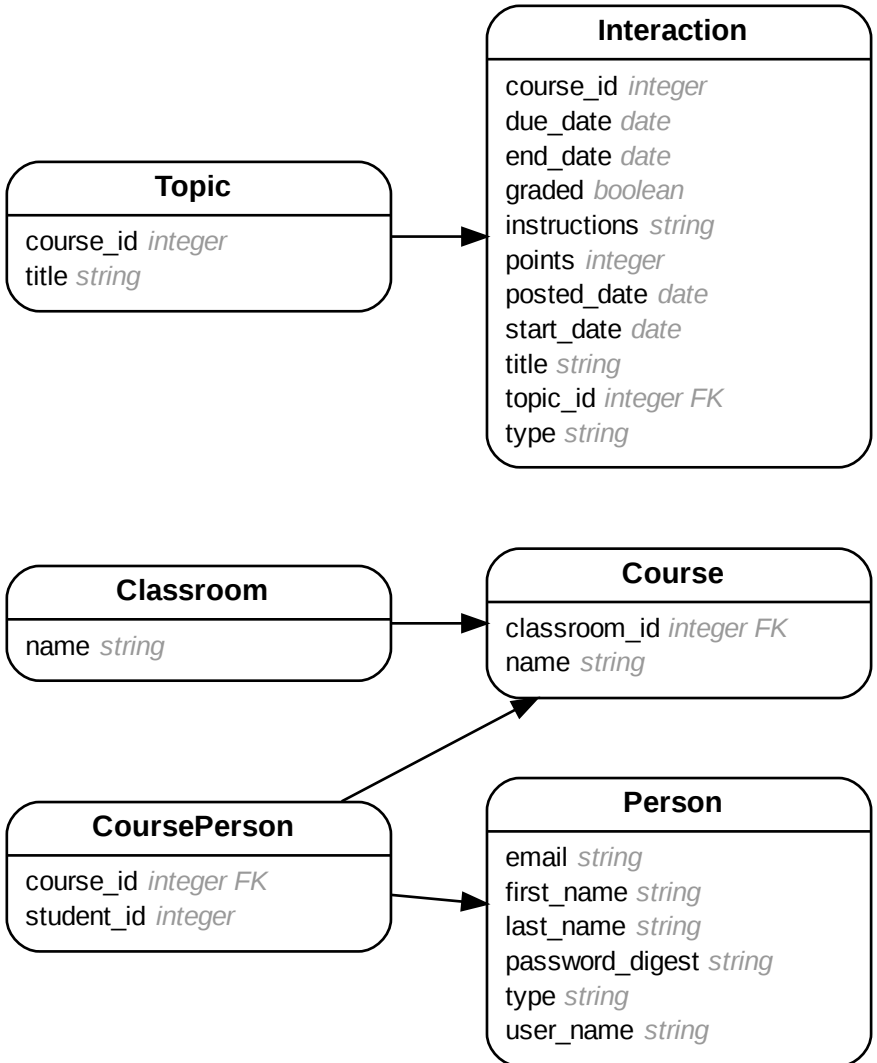 Interaction
course_id integer
due_date date
end_date date
graded boolean
instructions string
points integer
posted_date date
start_date date
title string
topic_id integer FK
type string
Topic
course_id integer
title string
Classroom
name string
Course
classroom_id integer FK
name string
CoursePerson
course_id integer FK
student_id integer
Person
email string
first_name string
last_name string
password_digest string
type string
user_name string